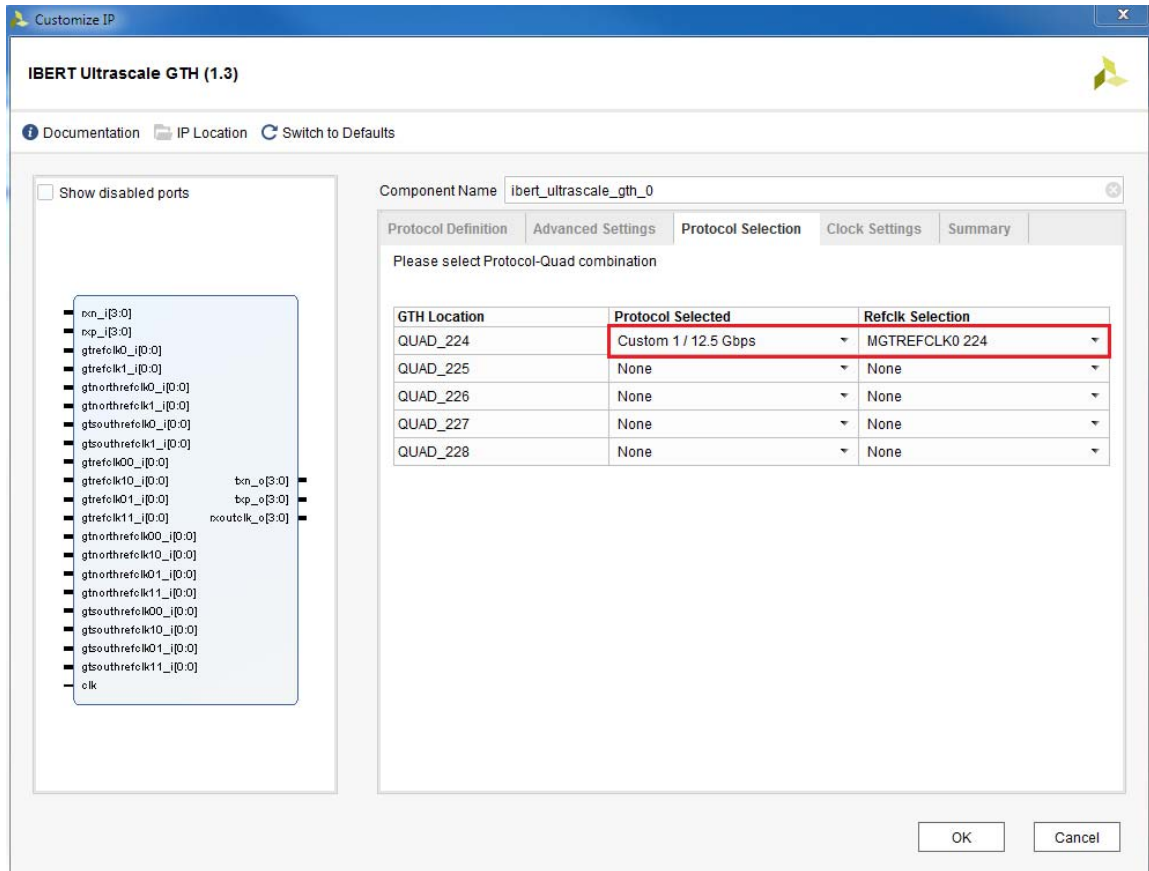 Customize IP
x
IBERT Ultrascale GTH (1.3)
Documentation IP Location Switch to Defaults
Show disabled ports
rxn_i[3:0]
rxp_i[3:0]
gtrefclk0_i[0:0]
gtrefclk1_i[0:0]
gtnorthrefclk0_i[0:0]
gtnorthrefclk1_i[0:0]
gtsouthrefclk0_i[0:0]
gtsouthrefclk1_i[0:0]
gtrefclk00_i[0:0]
gtrefclk10_i[0:0] txn_o[3:0]
gtrefclk01_i[0:0] txp_o[3:0]
gtrefclk11_i[0:0] rxoutclk_o[3:0]
gtnorthrefclk00_i[0:0]
gtnorthrefclk10_i[0:0]
gtnorthrefclk01_i[0:0]
gtnorthrefclk11_i[0:0]
gtsouthrefclk00_i[0:0]
gtsouthrefclk10_i[0:0]
gtsouthrefclk01_i[0:0]
gtsouthrefclk11_i[0:0]
clk
Component Name ibert_ultrascale_gth_0
Protocol Definition Advanced Settings Protocol Selection Clock Settings Summary
Please select Protocol-Quad combination
GTH Location Protocol Selected Refclk Selection
QUAD_224 Custom 1 / 12.5 Gbps MGTREFCLK0 224
QUAD_225 None None
QUAD_226 None None
QUAD_227 None None
QUAD_228 None None
OK Cancel